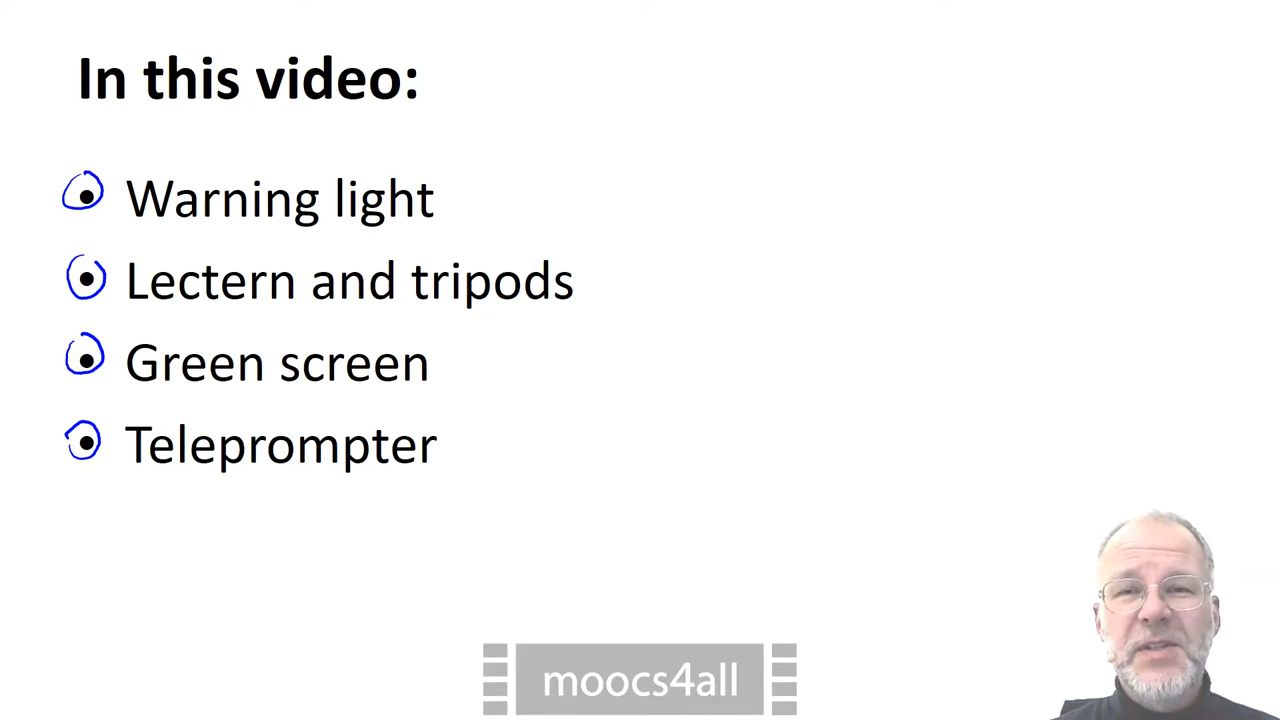 In this video:
• Warning light
• Lectern and tripods
• Green screen
• Teleprompter
moocs4all